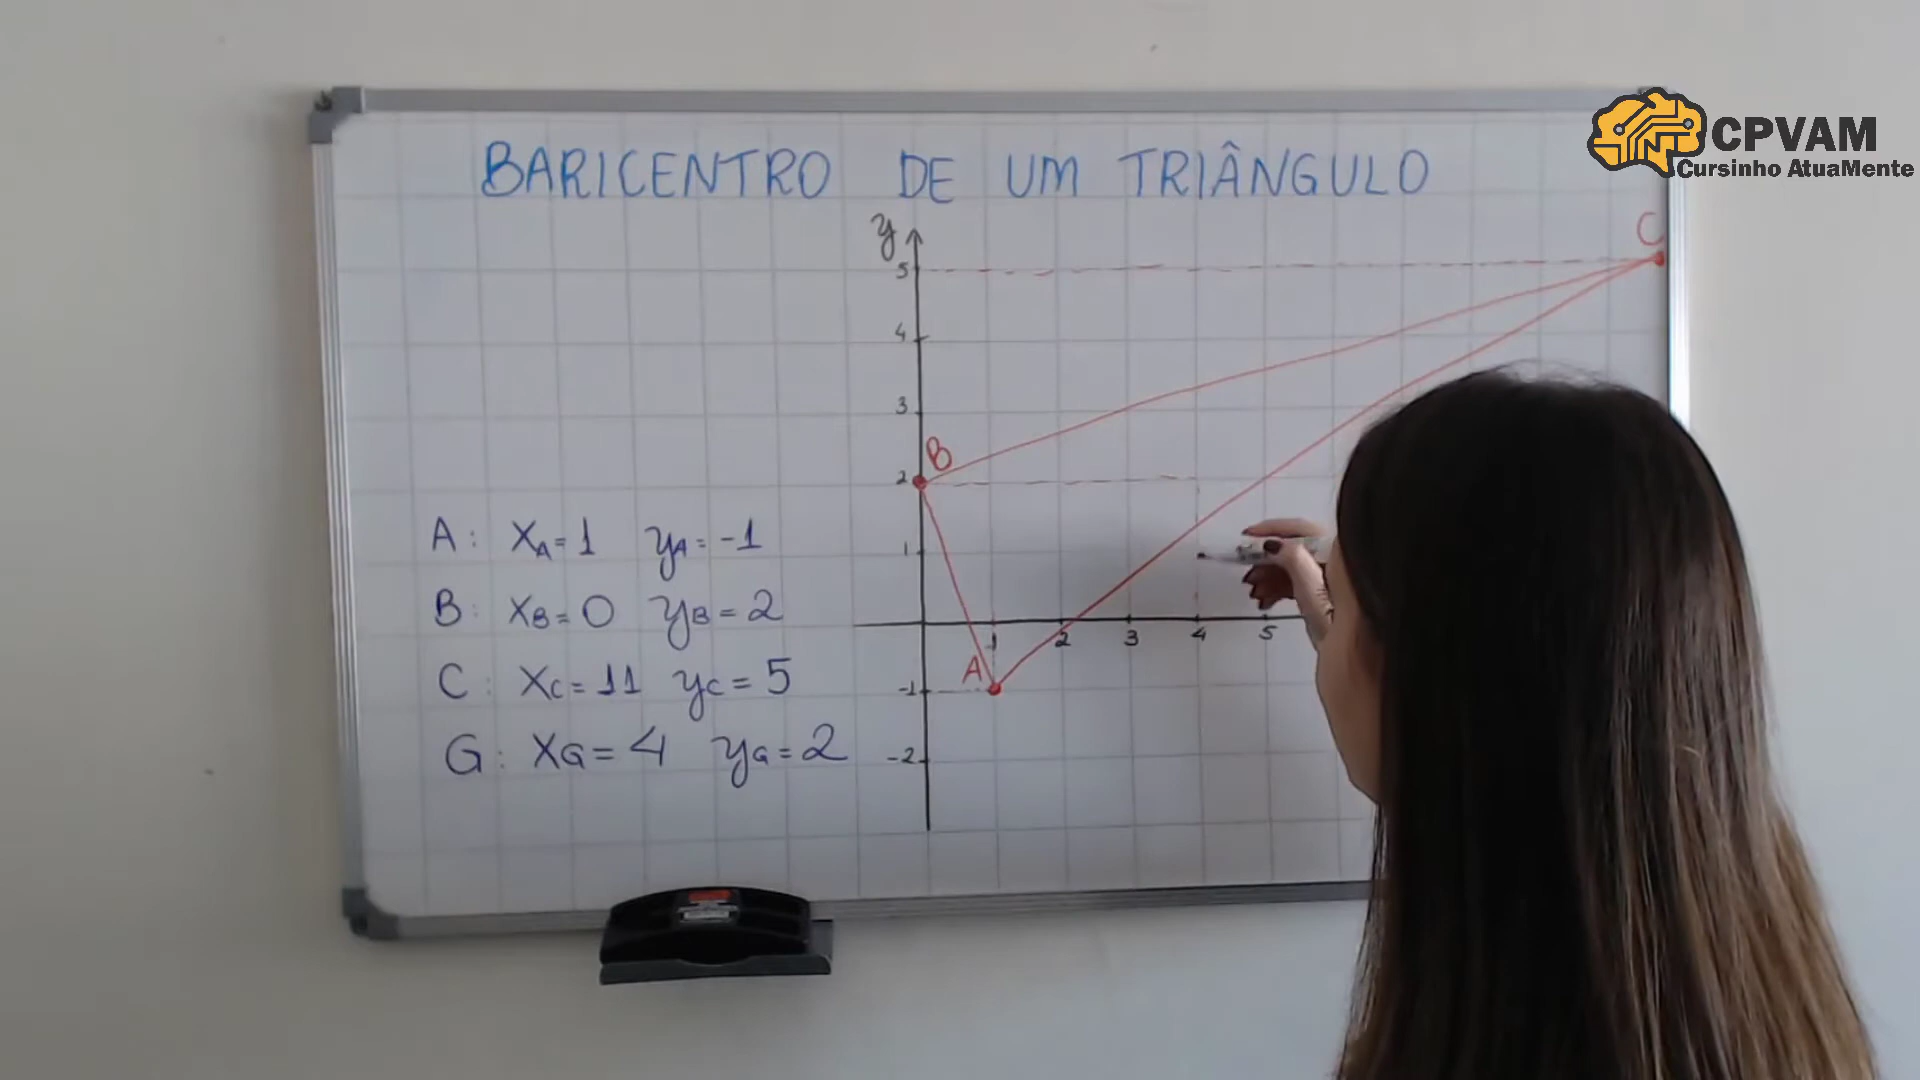 CPVAM
Cursinho AtuaMente
BARICENTRO DE UM TRIÂNGULO
y
C
5
4
3
B
2
A: XA=1 yA=-1
1
B: XB=0 yB=2
1 2 3 4 5
A
C: XC=11 yC=5
-1
G: XG=4 yG=2
-2